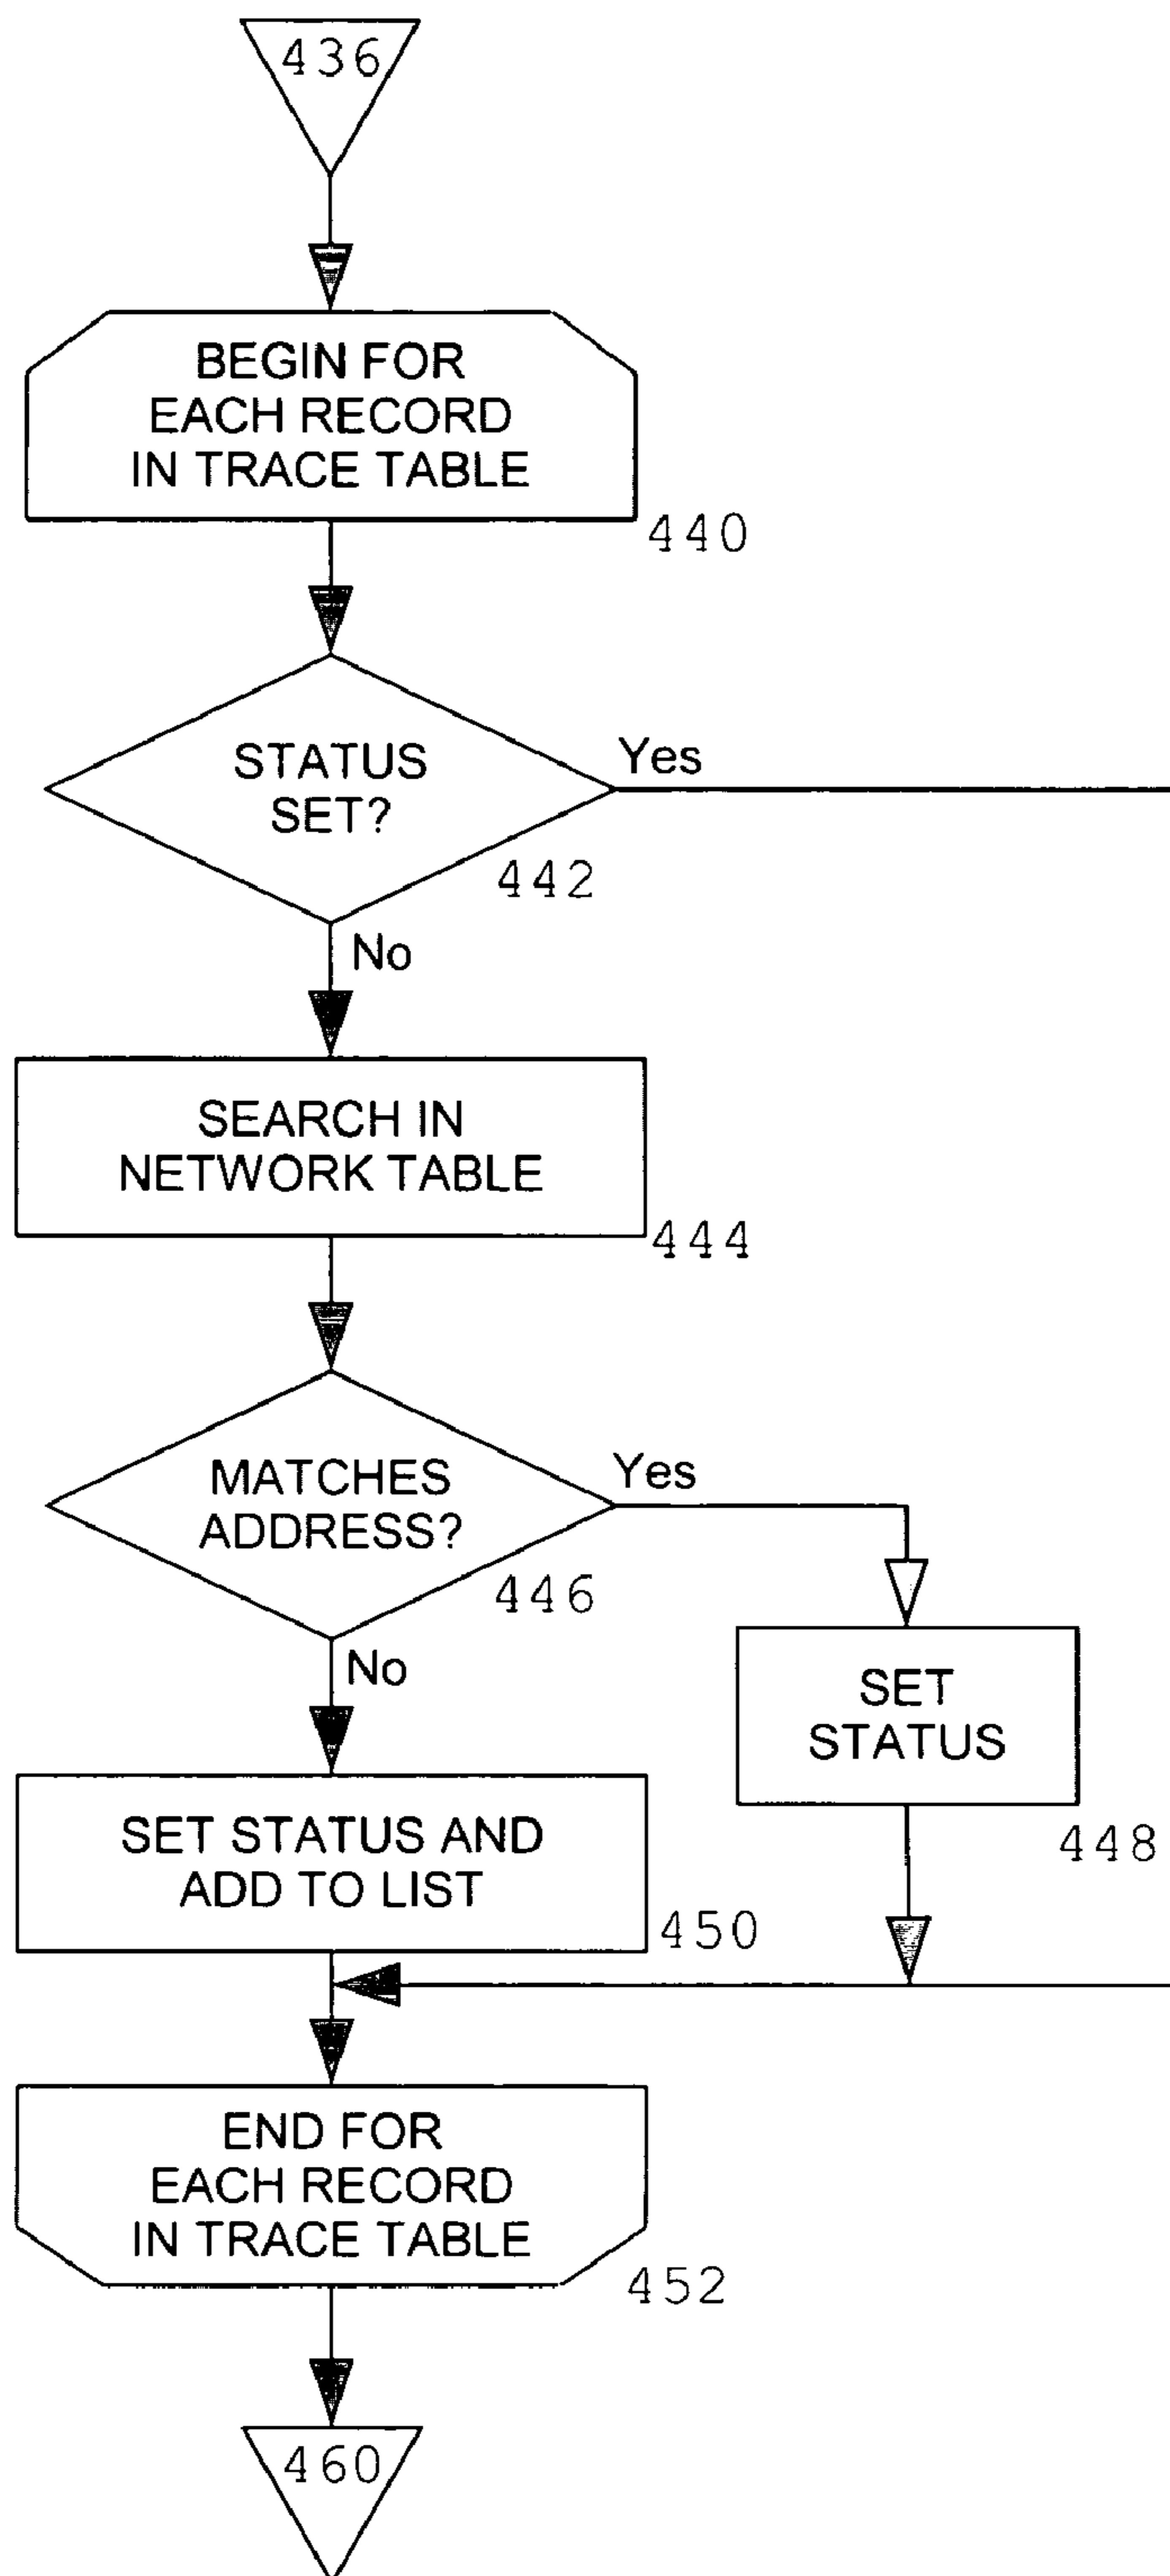 436
BEGIN FOR
EACH RECORD
IN TRACE TABLE
440
STATUS
SET?
Yes
442
No
SEARCH IN
NETWORK TABLE
444
MATCHES
ADDRESS?
Yes
446
No
SET
STATUS
448
SET STATUS AND
ADD TO LIST
450
END FOR
EACH RECORD
IN TRACE TABLE
452
460